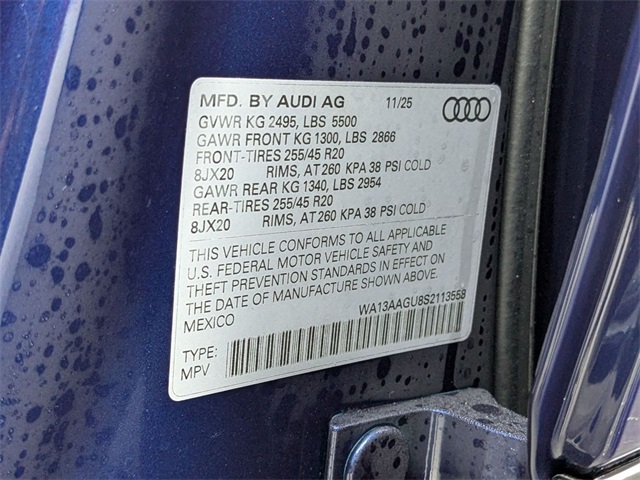 MFD. BY AUDI AG 11/25
GVWR KG 2495, LBS 5500
GAWR FRONT KG 1300, LBS 2866
FRONT-TIRES 255/45 R20
8JX20 RIMS, AT 260 KPA 38 PSI COLD
GAWR REAR KG 1340, LBS 2954
REAR-TIRES 255/45 R20
8JX20 RIMS, AT 260 KPA 38 PSI COLD
THIS VEHICLE CONFORMS TO ALL APPLICABLE
U.S. FEDERAL MOTOR VEHICLE SAFETY AND
THEFT PREVENTION STANDARDS IN EFFECT ON
THE DATE OF MANUFACTURE SHOWN ABOVE.
MEXICO
WA13AAGU8S2113558
TYPE:
MPV